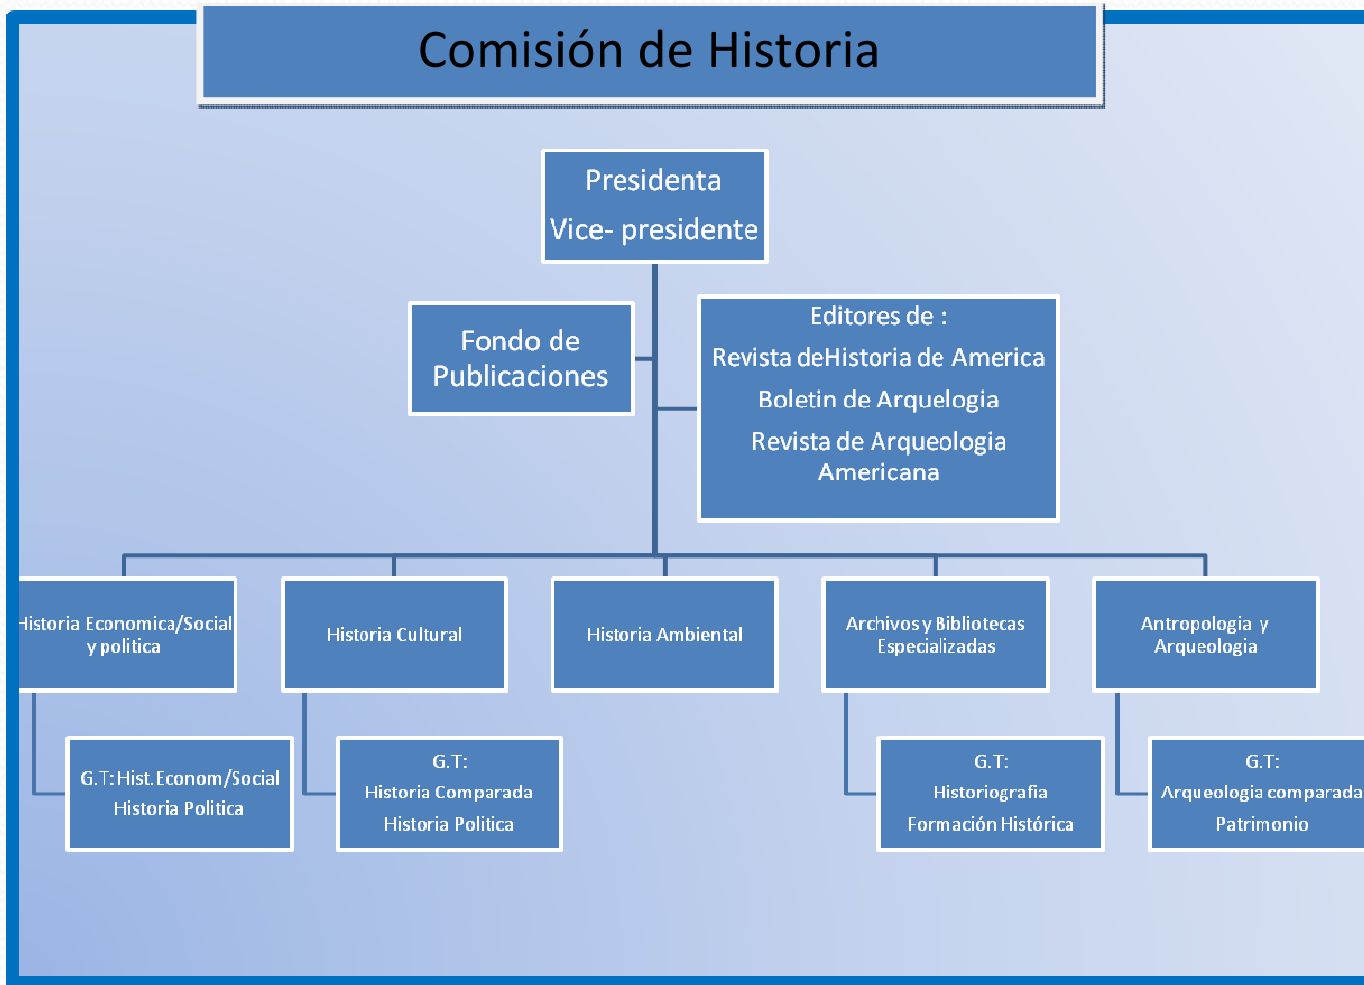 Comisión de Historia
Presidenta
Vice- presidente
Fondo de
Publicaciones
Editores de :
Revista deHistoria de America
Boletin de Arquelogia
Revista de Arqueologia
Americana
Historia Economica/Social
y politica
Historia Cultural
Historia Ambiental
Archivos y Bibliotecas
Especializadas
Antropologia y
Arqueologia
G.T: Hist. Econom/Social
Historia Politica
G.T:
Historia Comparada
Historia Politica
G.T:
Historiografia
Formación Histórica
G.T:
Arqueologia comparada
Patrimonio